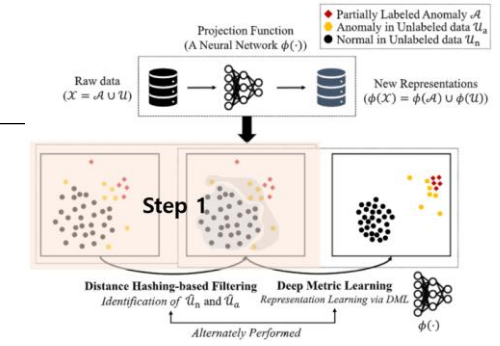 Partially Labeled Anomaly 𝒜
Anomaly in Unlabeled data 𝒰ₐ
Normal in Unlabeled data 𝒰ₙ
Projection Function
(A Neural Network ϕ(·))
Raw data
(𝒳 = 𝒜 ∪ 𝒰)
New Representations
(ϕ(𝒳) = ϕ(𝒜) ∪ ϕ(𝒰))
Step 1
Distance Hashing-based Filtering
Identification of 𝒰̂ₙ and 𝒰̂ₐ
Deep Metric Learning
Representation Learning via DML
ϕ(·)
Alternately Performed